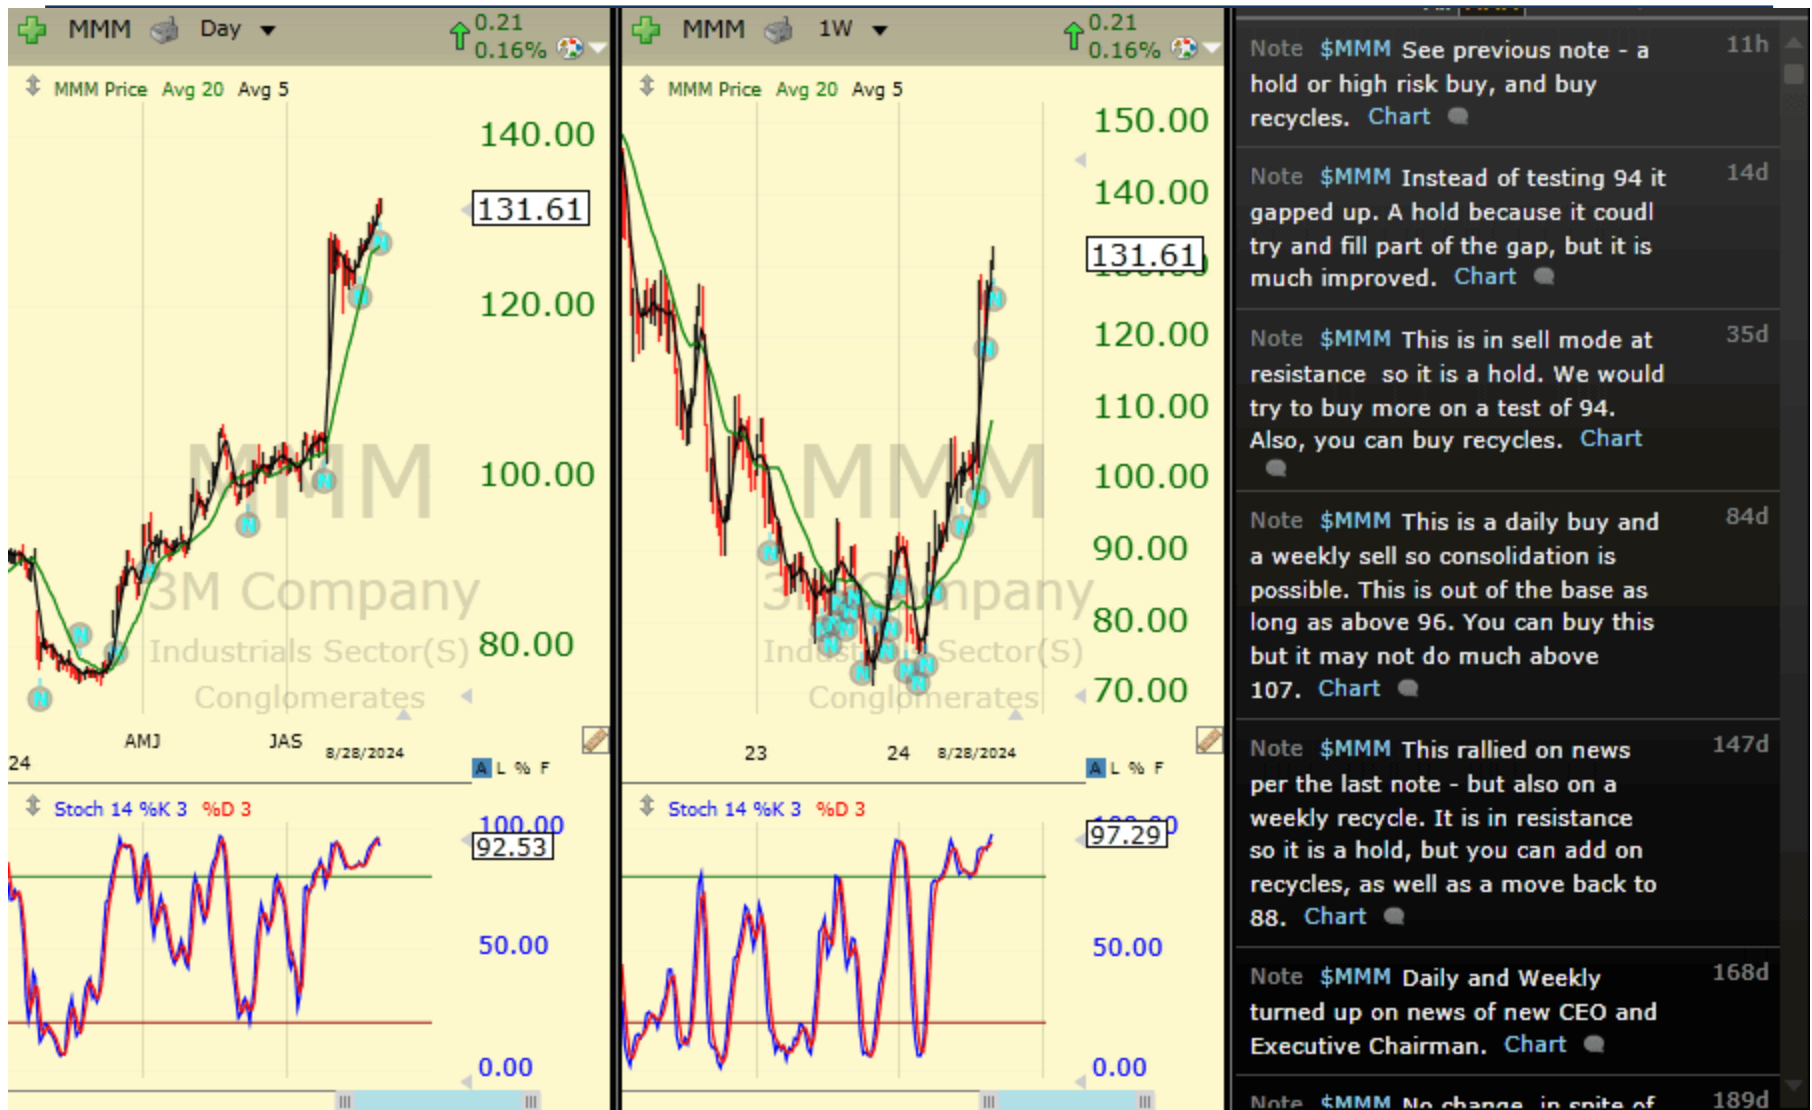 MMM Day 0.21
0.16%
MMM Price Avg 20 Avg 5
140.00
131.61
120.00
100.00
80.00
MMM
3M Company
Industrials Sector(S)
Conglomerates
24 AMJ JAS 8/28/2024
A L % F
Stoch 14 %K 3 %D 3
100.00
92.53
50.00
0.00
MMM 1W 0.21
0.16%
MMM Price Avg 20 Avg 5
150.00
140.00
131.61
120.00
110.00
100.00
90.00
80.00
70.00
MMM
3M Company
Industrials Sector(S)
Conglomerates
23 24 8/28/2024
A L % F
Stoch 14 %K 3 %D 3
100.00
97.29
50.00
0.00
Note $MMM See previous note - a 11h
hold or high risk buy, and buy
recycles. Chart
Note $MMM Instead of testing 94 it 14d
gapped up. A hold because it coudl
try and fill part of the gap, but it is
much improved. Chart
Note $MMM This is in sell mode at 35d
resistance so it is a hold. We would
try to buy more on a test of 94.
Also, you can buy recycles. Chart
Note $MMM This is a daily buy and 84d
a weekly sell so consolidation is
possible. This is out of the base as
long as above 96. You can buy this
but it may not do much above
107. Chart
Note $MMM This rallied on news 147d
per the last note - but also on a
weekly recycle. It is in resistance
so it is a hold, but you can add on
recycles, as well as a move back to
88. Chart
Note $MMM Daily and Weekly 168d
turned up on news of new CEO and
Executive Chairman. Chart
Note $MMM No change, in spite of 189d